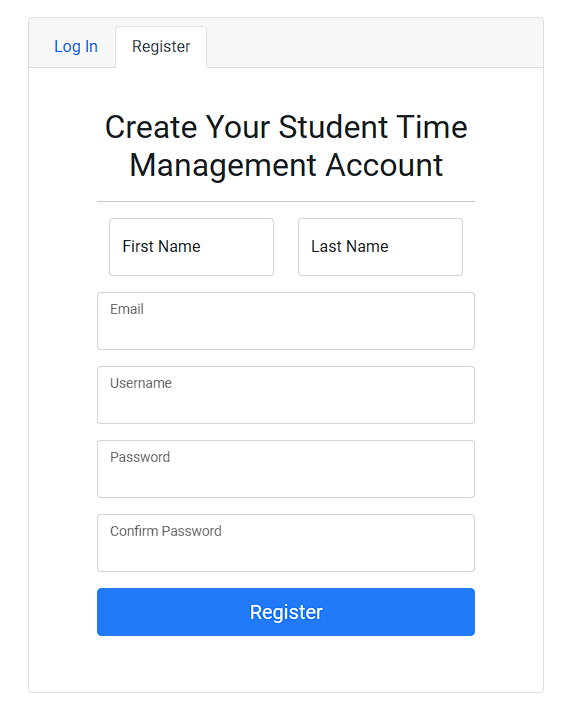 Log In Register
Create Your Student Time
Management Account
First Name Last Name
Email
Username
Password
Confirm Password
Register